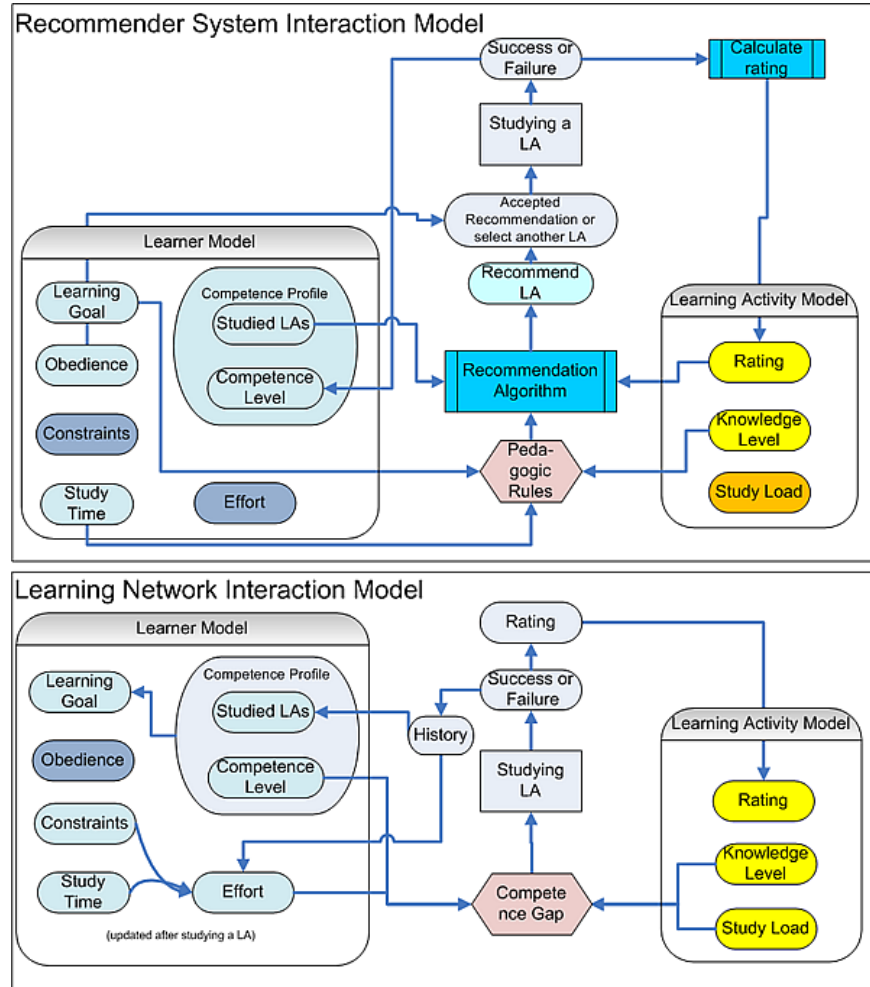 Recommender System Interaction Model
Success or
Failure
Calculate
rating
Studying a
LA
Accepted
Recommendation or
select another LA
Recommend
LA
Learner Model
Learning
Goal
Obedience
Constraints
Study
Time
Competence Profile
Studied LAs
Competence
Level
Effort
Recommendation
Algorithm
Peda-
gogic
Rules
Learning Activity Model
Rating
Knowledge
Level
Study Load
Learning Network Interaction Model
Learner Model
Learning
Goal
Obedience
Constraints
Study
Time
(updated after studying a LA)
Competence Profile
Studied LAs
Competence
Level
Effort
Rating
Success or
Failure
History
Studying
LA
Compete
nce Gap
Learning Activity Model
Rating
Knowledge
Level
Study Load